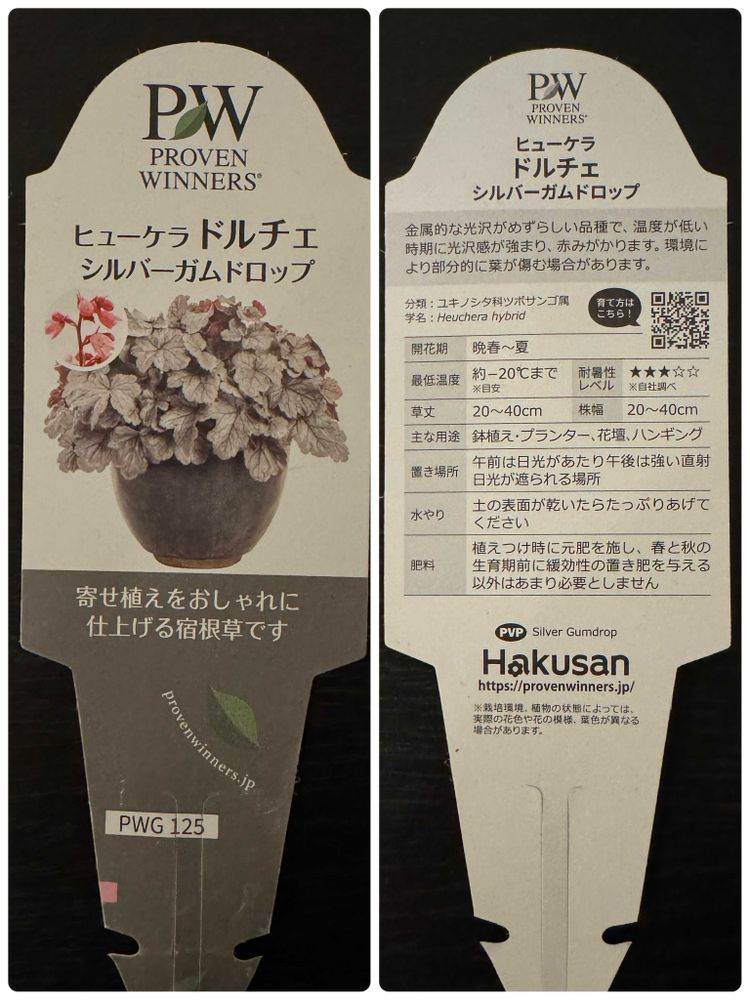 PW
PROVEN
WINNERS®
ヒューケラ ドルチェ
シルバーガムドロップ
寄せ植えをおしゃれに
仕上げる宿根草です
provenwinners.jp
PWG 125
PW
PROVEN
WINNERS®
ヒューケラ
ドルチェ
シルバーガムドロップ
金属的な光沢がめずらしい品種で、温度が低い
時期に光沢感が強まり、赤みがかります。環境に
より部分的に葉が傷む場合があります。
分類：ユキノシタ科ツボサンゴ属
学名：Heuchera hybrid
育て方は
こちら！
開花期 晩春〜夏
最低温度 約−20℃まで ※目安 耐暑性レベル ★★★☆☆ ※自社調べ
草丈 20〜40cm 株幅 20〜40cm
主な用途 鉢植え・プランター、花壇、ハンギング
置き場所 午前は日光があたり午後は強い直射
日光が遮られる場所
水やり 土の表面が乾いたらたっぷりあげて
ください
肥料 植えつけ時に元肥を施し、春と秋の
生育期前に緩効性の置き肥を与える
以外はあまり必要としません
PVP Silver Gumdrop
Hakusan
https://provenwinners.jp/
※栽培環境、植物の状態によっては、
実際の花色や花の模様、葉色が異なる
場合があります。